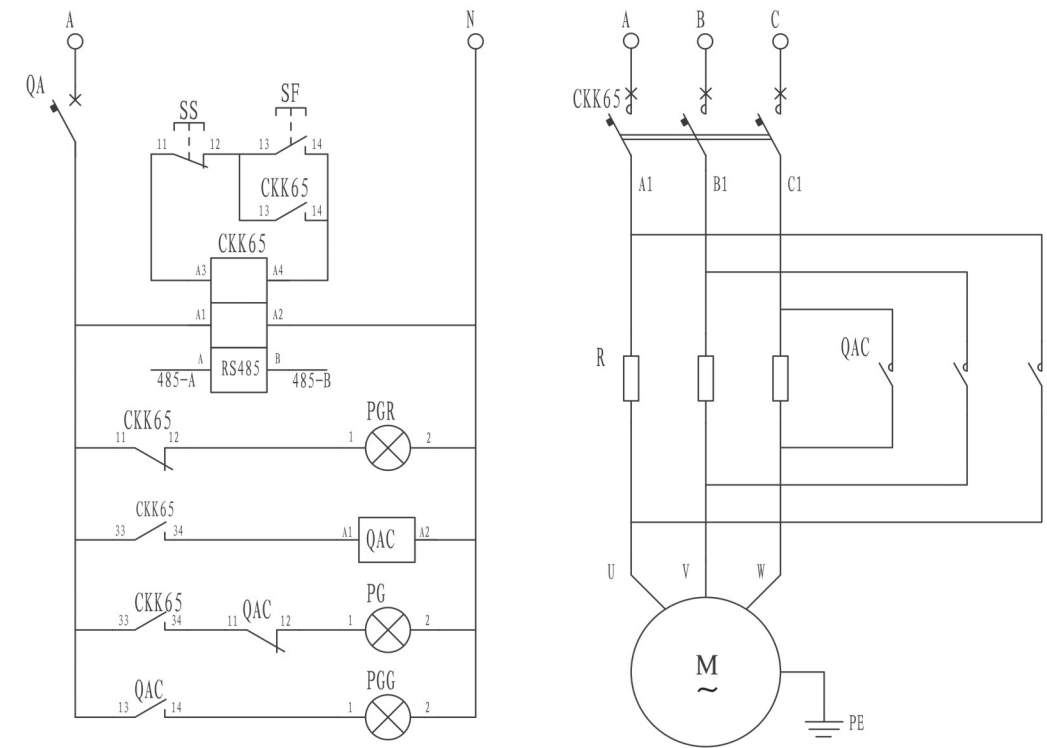 A N
QA
SS SF
11 12 13 14
CKK65
13 14
CKK65
A3 A4
A1 A2
A RS485 B
485-A 485-B
CKK65 PGR
11 12 1 2
CKK65
33 34 A1 QAC A2
CKK65 QAC PG
33 34 11 12 1 2
QAC PGG
13 14 1 2
A B C
CKK65
A1 B1 C1
R QAC
U V W
M
~
PE